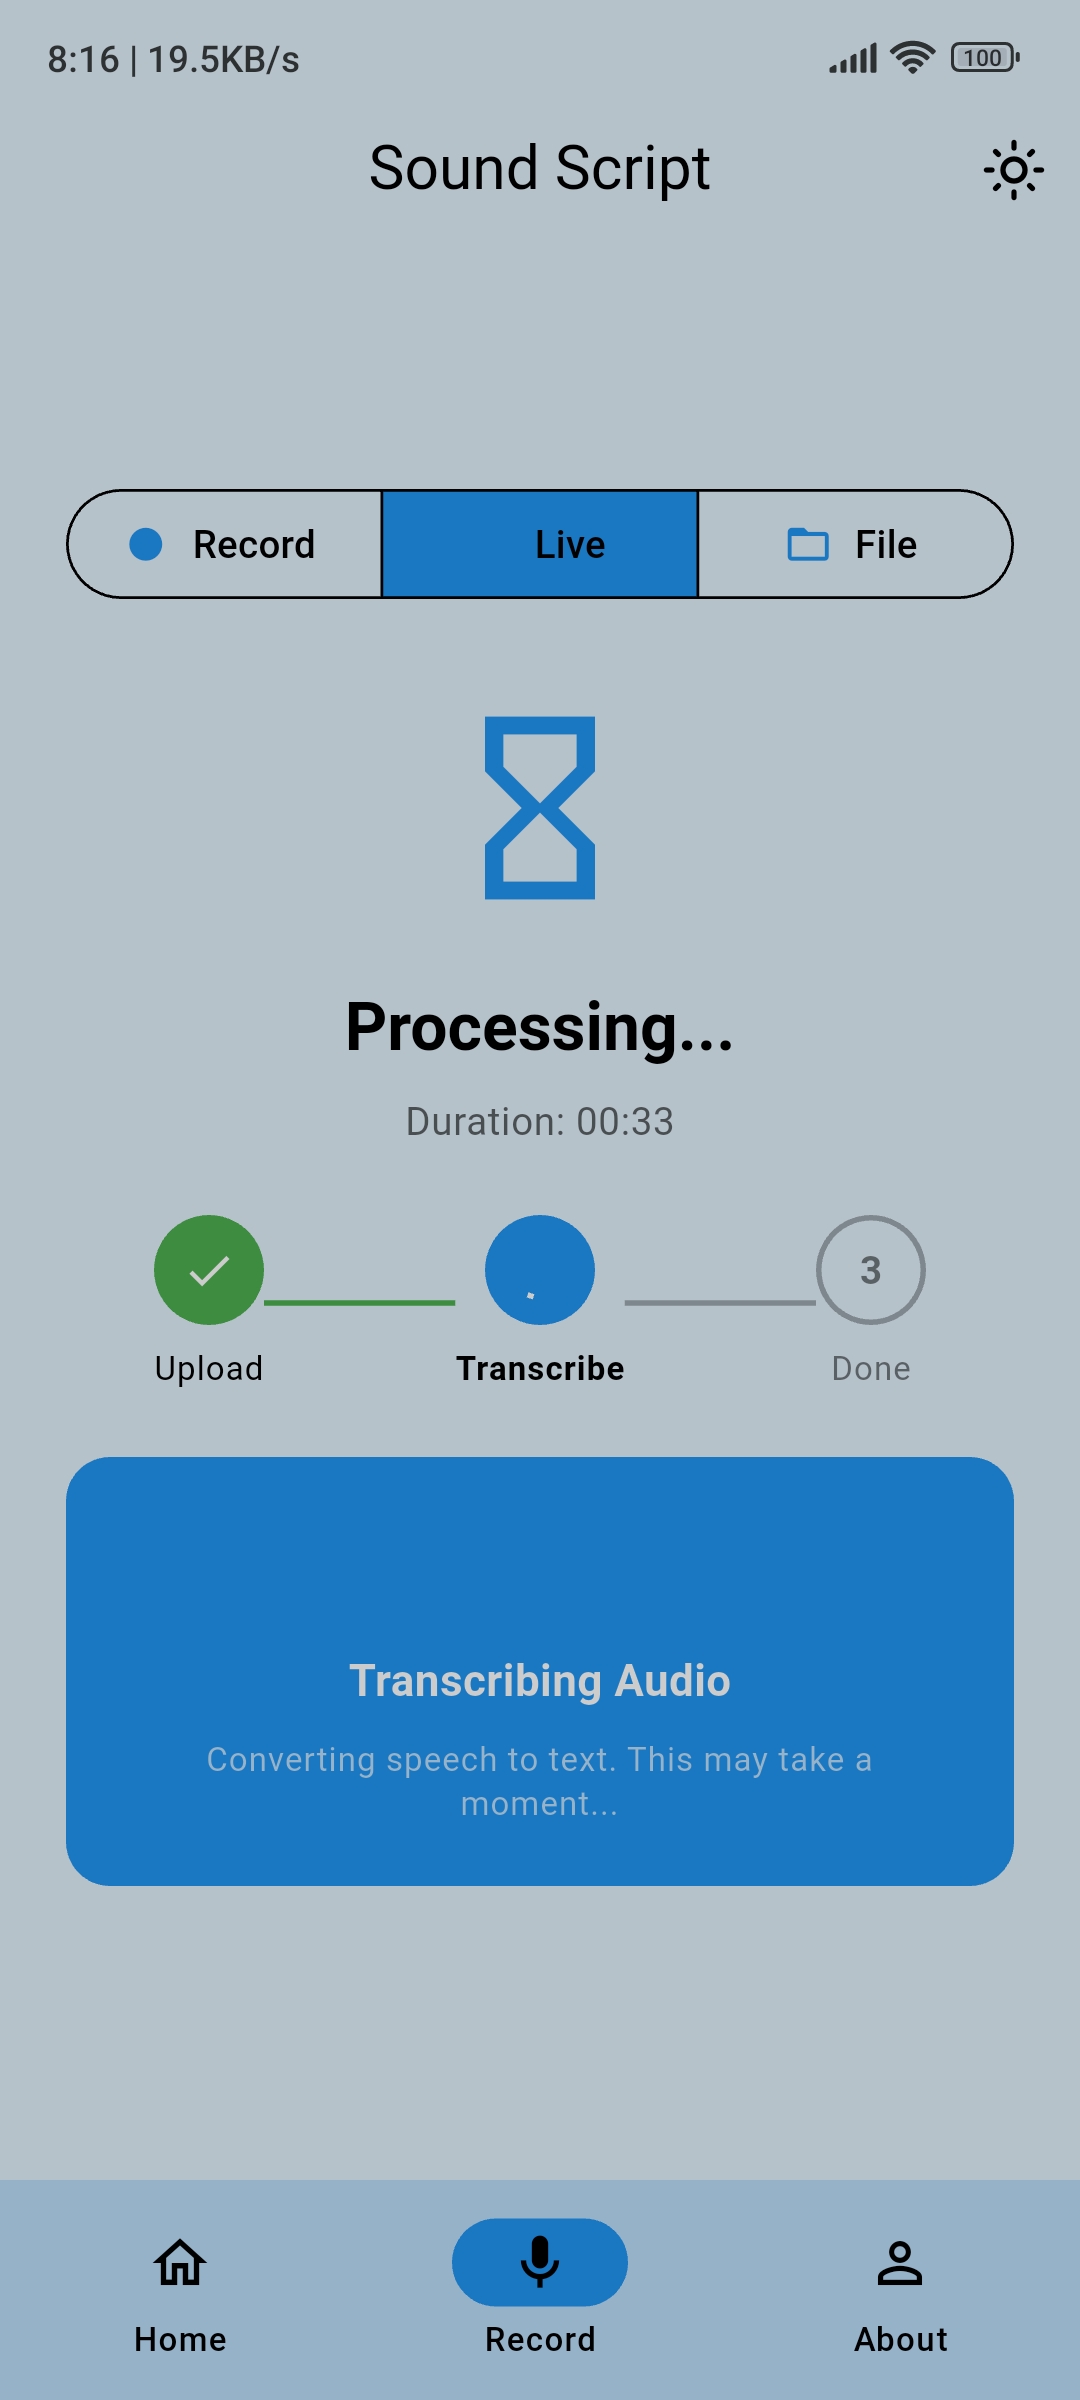 8:16 | 19.5KB/s
100
Sound Script
Record
Live
File
Processing...
Duration: 00:33
3
Upload
Transcribe
Done
Transcribing Audio
Converting speech to text. This may take a
moment...
Home
Record
About